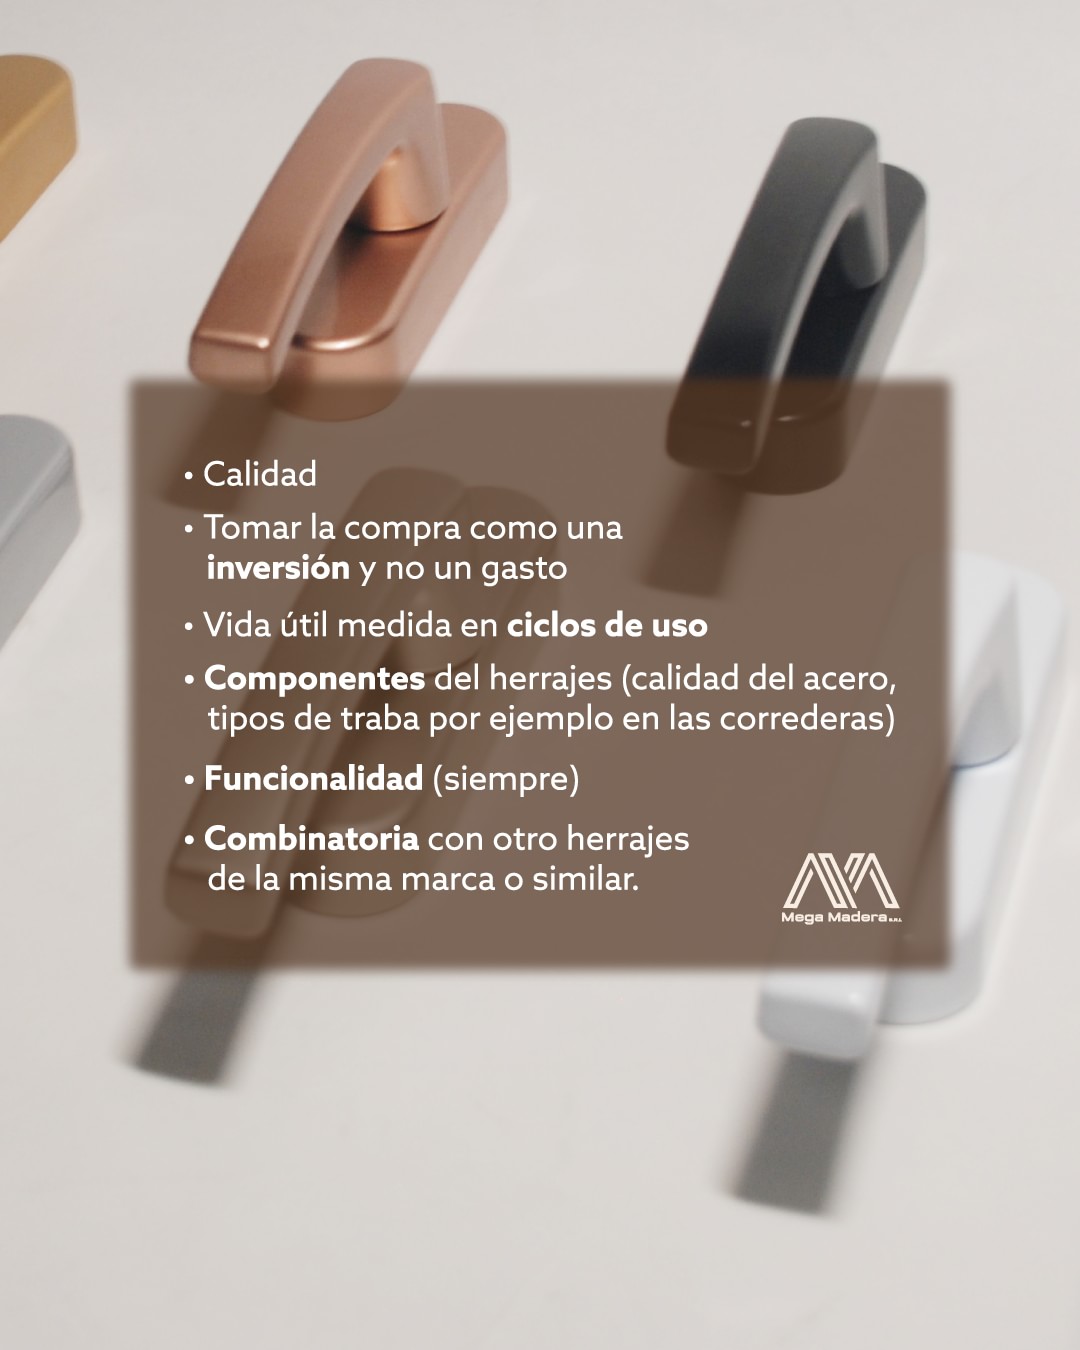 • Calidad
• Tomar la compra como una
inversión y no un gasto
• Vida útil medida en ciclos de uso
• Componentes del herrajes (calidad del acero,
tipos de traba por ejemplo en las correderas)
• Funcionalidad (siempre)
• Combinatoria con otro herrajes
de la misma marca o similar.
Mega Madera S.R.L.